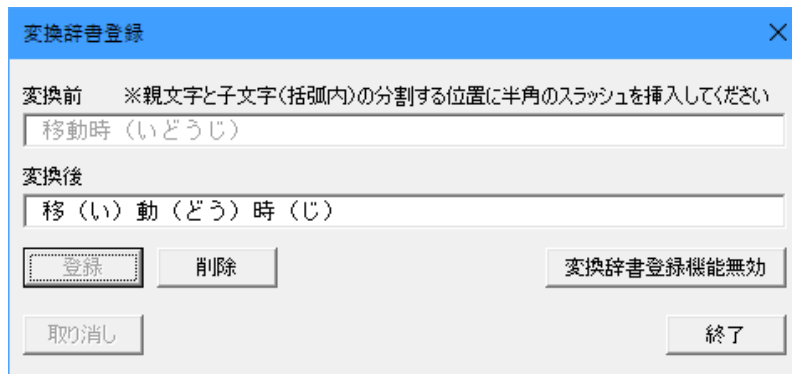 変換辞書登録
変換前　※親文字と子文字(括弧内)の分割する位置に半角のスラッシュを挿入してください
移動時（いどうじ）
変換後
移（い）動（どう）時（じ）
登録　削除　変換辞書登録機能無効
取り消し　終了